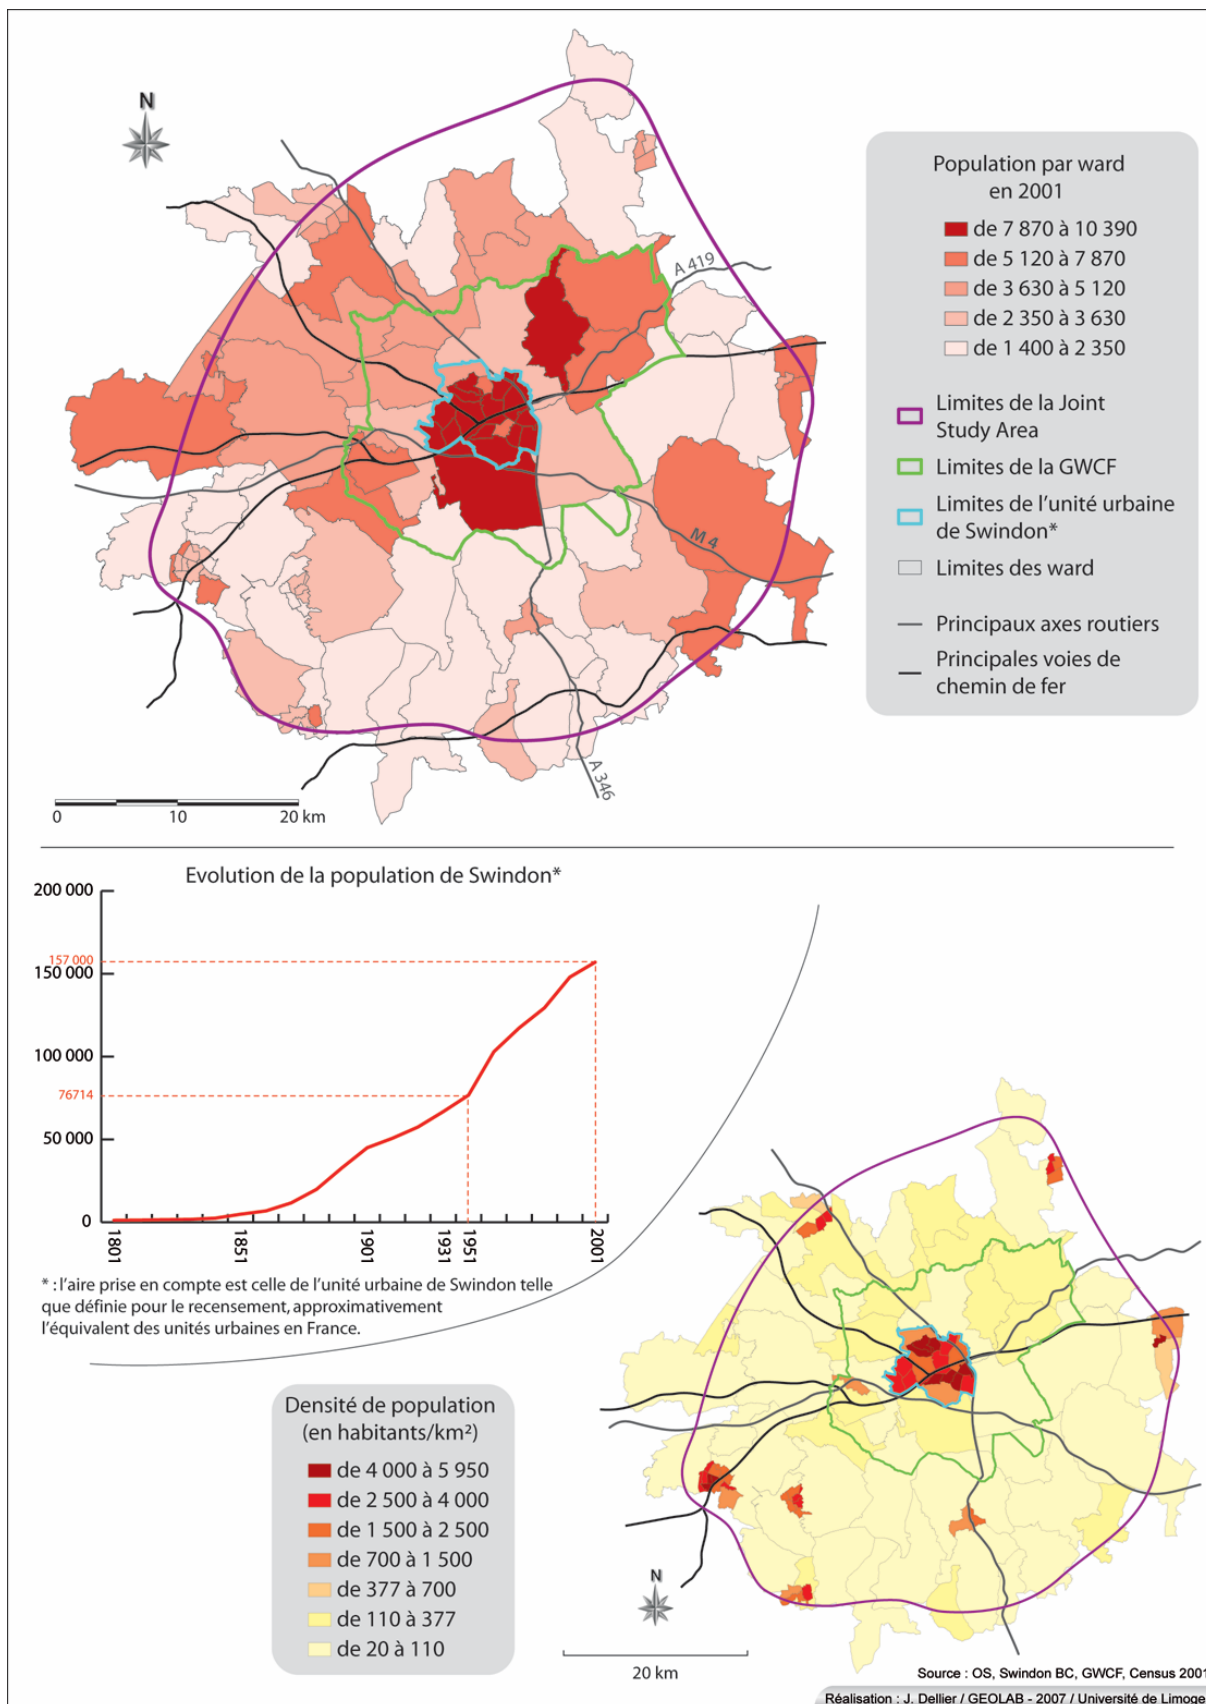 N
Population par ward
en 2001
de 7 870 à 10 390
de 5 120 à 7 870
de 3 630 à 5 120
de 2 350 à 3 630
de 1 400 à 2 350
Limites de la Joint
Study Area
Limites de la GWCF
Limites de l'unité urbaine
de Swindon*
Limites des ward
Principaux axes routiers
Principales voies de
chemin de fer
A 419
M 4
A 346
0 10 20 km
Evolution de la population de Swindon*
200 000
157 000
150 000
100 000
76714
50 000
0
1801 1851 1901 1931 1951 2001
* : l'aire prise en compte est celle de l'unité urbaine de Swindon telle
que définie pour le recensement, approximativement
l'équivalent des unités urbaines en France.
Densité de population
(en habitants/km²)
de 4 000 à 5 950
de 2 500 à 4 000
de 1 500 à 2 500
de 700 à 1 500
de 377 à 700
de 110 à 377
de 20 à 110
N
20 km
Source : OS, Swindon BC, GWCF, Census 2001
Réalisation : J. Dellier / GEOLAB - 2007 / Université de Limoge